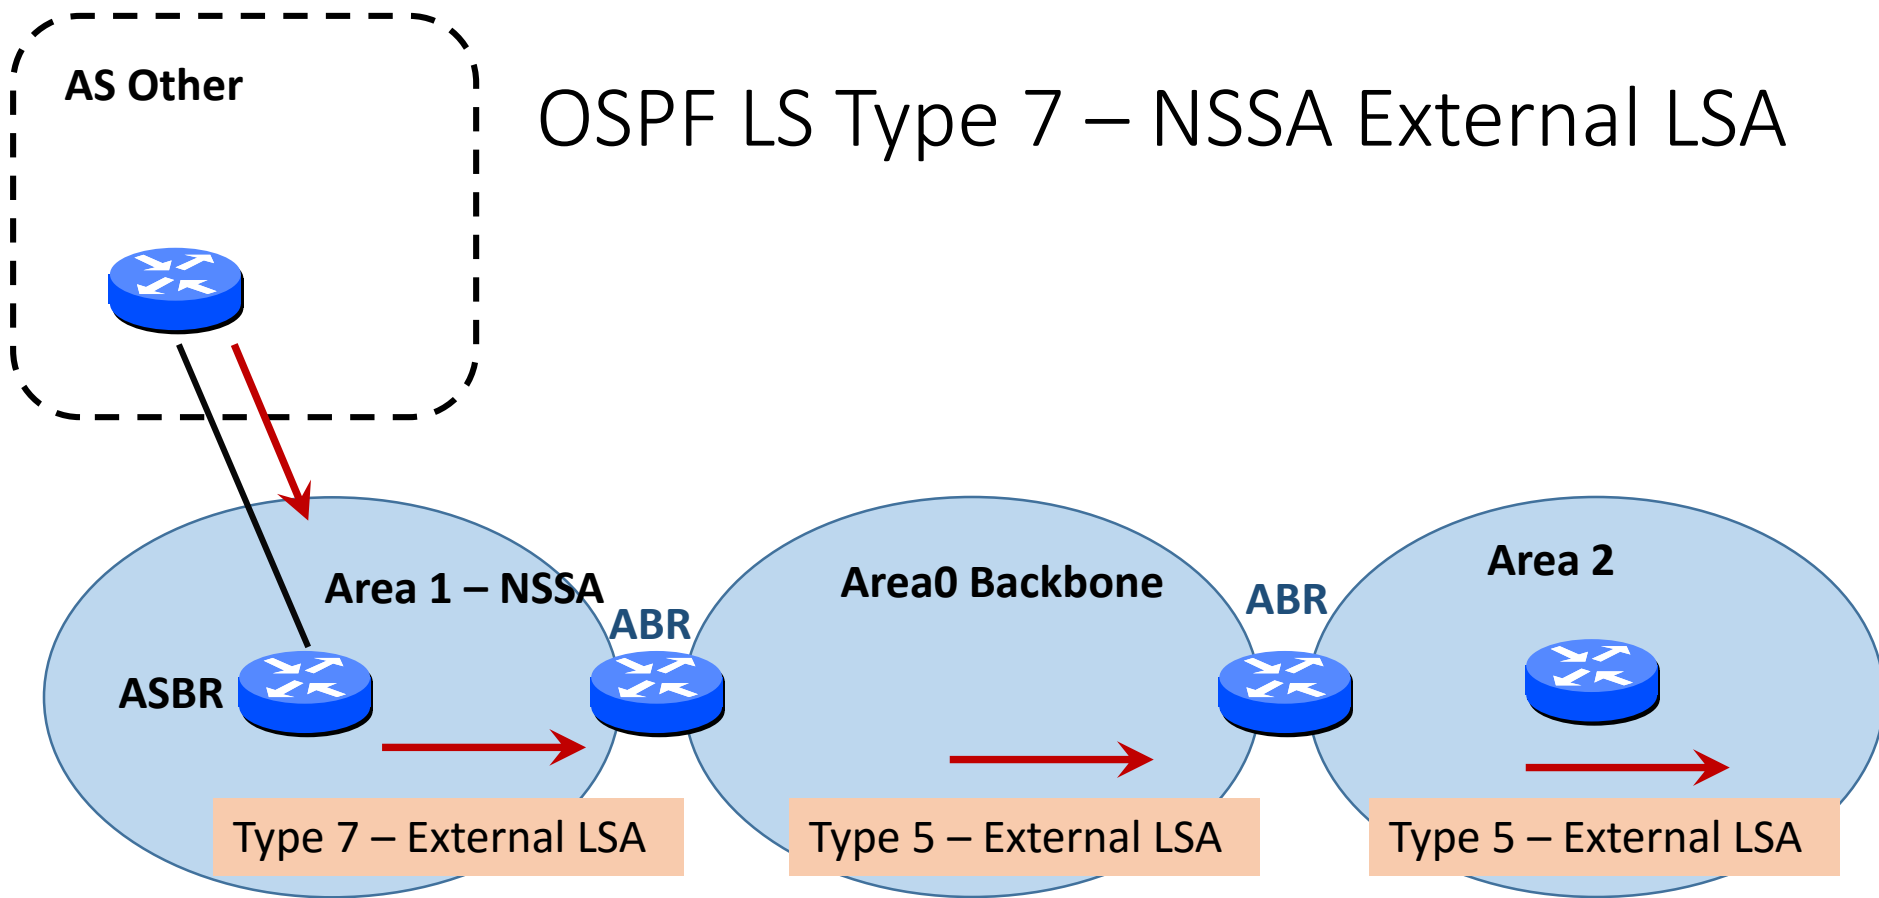 AS Other
OSPF LS Type 7 – NSSA External LSA
Area 1 – NSSA
ABR
Area0 Backbone
ABR
Area 2
ASBR
Type 7 – External LSA
Type 5 – External LSA
Type 5 – External LSA